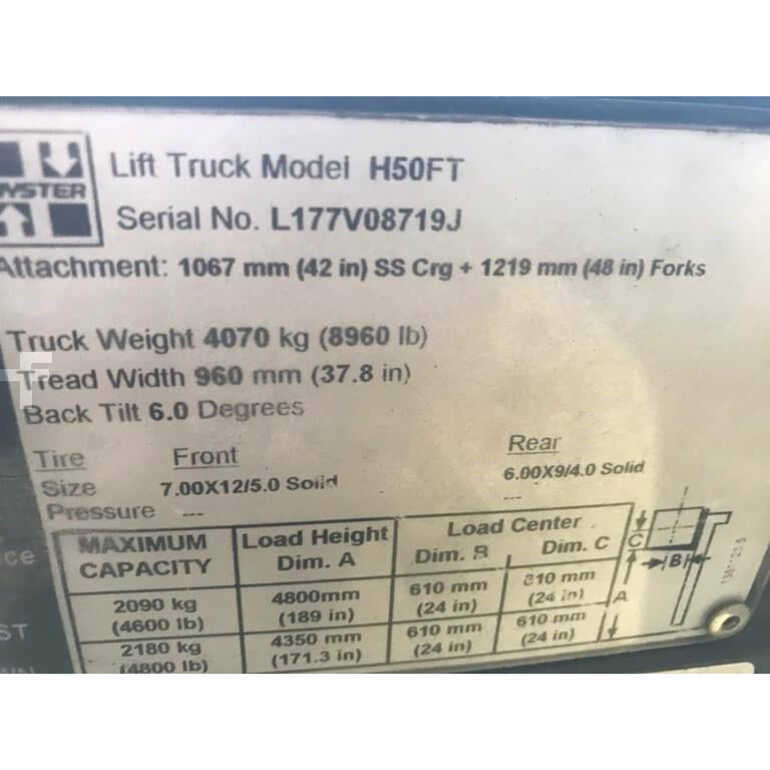 HYSTER
Lift Truck Model H50FT
Serial No. L177V08719J
Attachment: 1067 mm (42 in) SS Crg + 1219 mm (48 in) Forks
Truck Weight 4070 kg (8960 lb)
Tread Width 960 mm (37.8 in)
Back Tilt 6.0 Degrees
Tire Front Rear
Size 7.00X12/5.0 Solid 6.00X9/4.0 Solid
Pressure --- ---
MAXIMUM CAPACITY Load Height Dim. A Load Center Dim. B Dim. C
2090 kg (4600 lb) 4800mm (189 in) 610 mm (24 in) 610 mm (24 in)
2180 kg (4800 lb) 4350 mm (171.3 in) 610 mm (24 in) 610 mm (24 in)
C
B
A